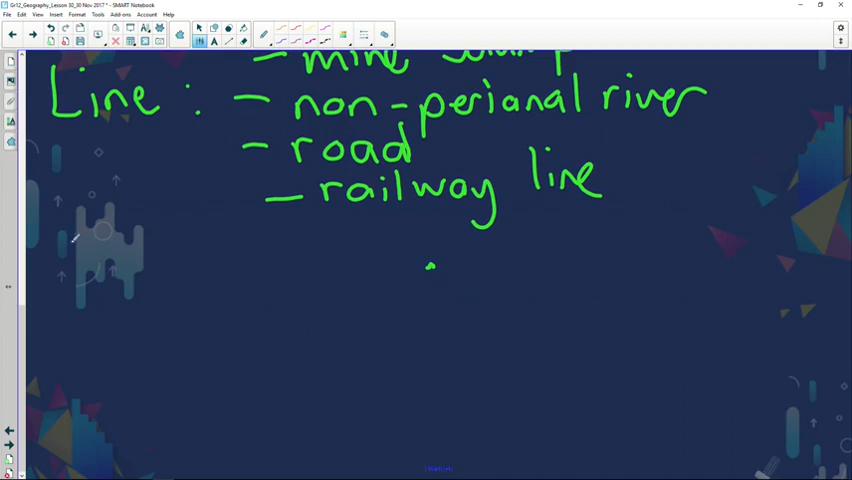 Gr12_Geography_Lesson 30_30 Nov 2017 * - SMART Notebook
File Edit View Insert Format Tools Add-ons Account Help
- mine
Line : - non-perianal river
- road
- railway line